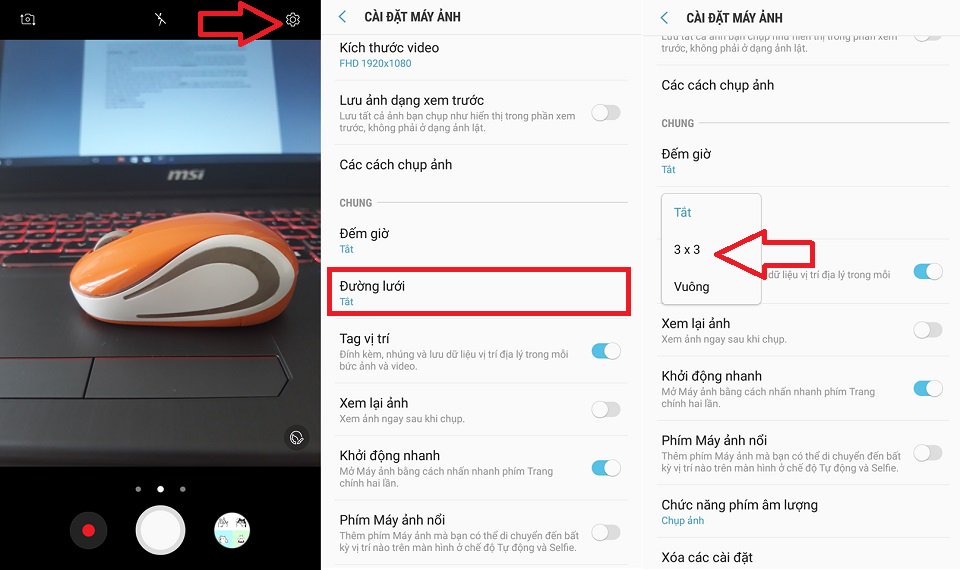 msi
CÀI ĐẶT MÁY ẢNH
Kích thước video
FHD 1920x1080
Lưu ảnh dạng xem trước
Lưu tất cả ảnh bạn chụp như hiển thị trong phần xem
trước, không phải ở dạng ảnh lật.
Các cách chụp ảnh
CHUNG
Đếm giờ
Tắt
Đường lưới
Tắt
Tag vị trí
Đính kèm, nhúng và lưu dữ liệu vị trí địa lý trong mỗi
bức ảnh và video.
Xem lại ảnh
Xem ảnh ngay sau khi chụp.
Khởi động nhanh
Mở Máy ảnh bằng cách nhấn nhanh phím Trang
chính hai lần.
Phím Máy ảnh nổi
Thêm phím Máy ảnh mà bạn có thể di chuyển đến bất
kỳ vị trí nào trên màn hình ở chế độ Tự động và Selfie.
CÀI ĐẶT MÁY ẢNH
Lưu tất cả ảnh bạn chụp như hiển thị trong phần xem
trước, không phải ở dạng ảnh lật.
Các cách chụp ảnh
CHUNG
Đếm giờ
Tắt
Tắt
3 x 3
dữ liệu vị trí địa lý trong mỗi
Vuông
Xem lại ảnh
Xem ảnh ngay sau khi chụp.
Khởi động nhanh
Mở Máy ảnh bằng cách nhấn nhanh phím Trang
chính hai lần.
Phím Máy ảnh nổi
Thêm phím Máy ảnh mà bạn có thể di chuyển đến bất
kỳ vị trí nào trên màn hình ở chế độ Tự động và Selfie.
Chức năng phím âm lượng
Chụp ảnh
Xóa các cài đặt